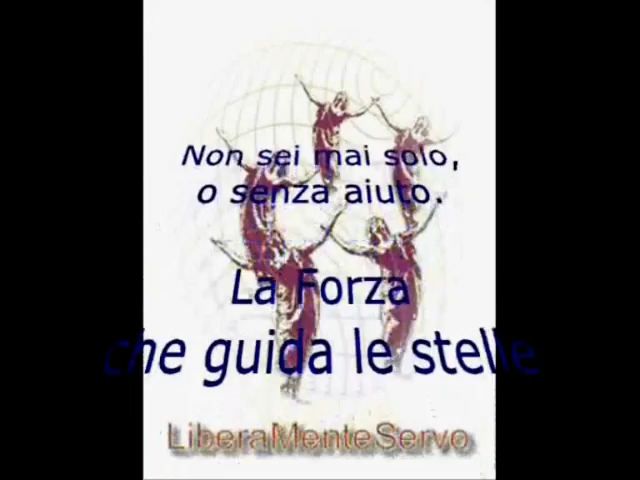 Non sei mai solo,
o senza aiuto.
La Forza
che guida le stelle
LiberaMenteServo